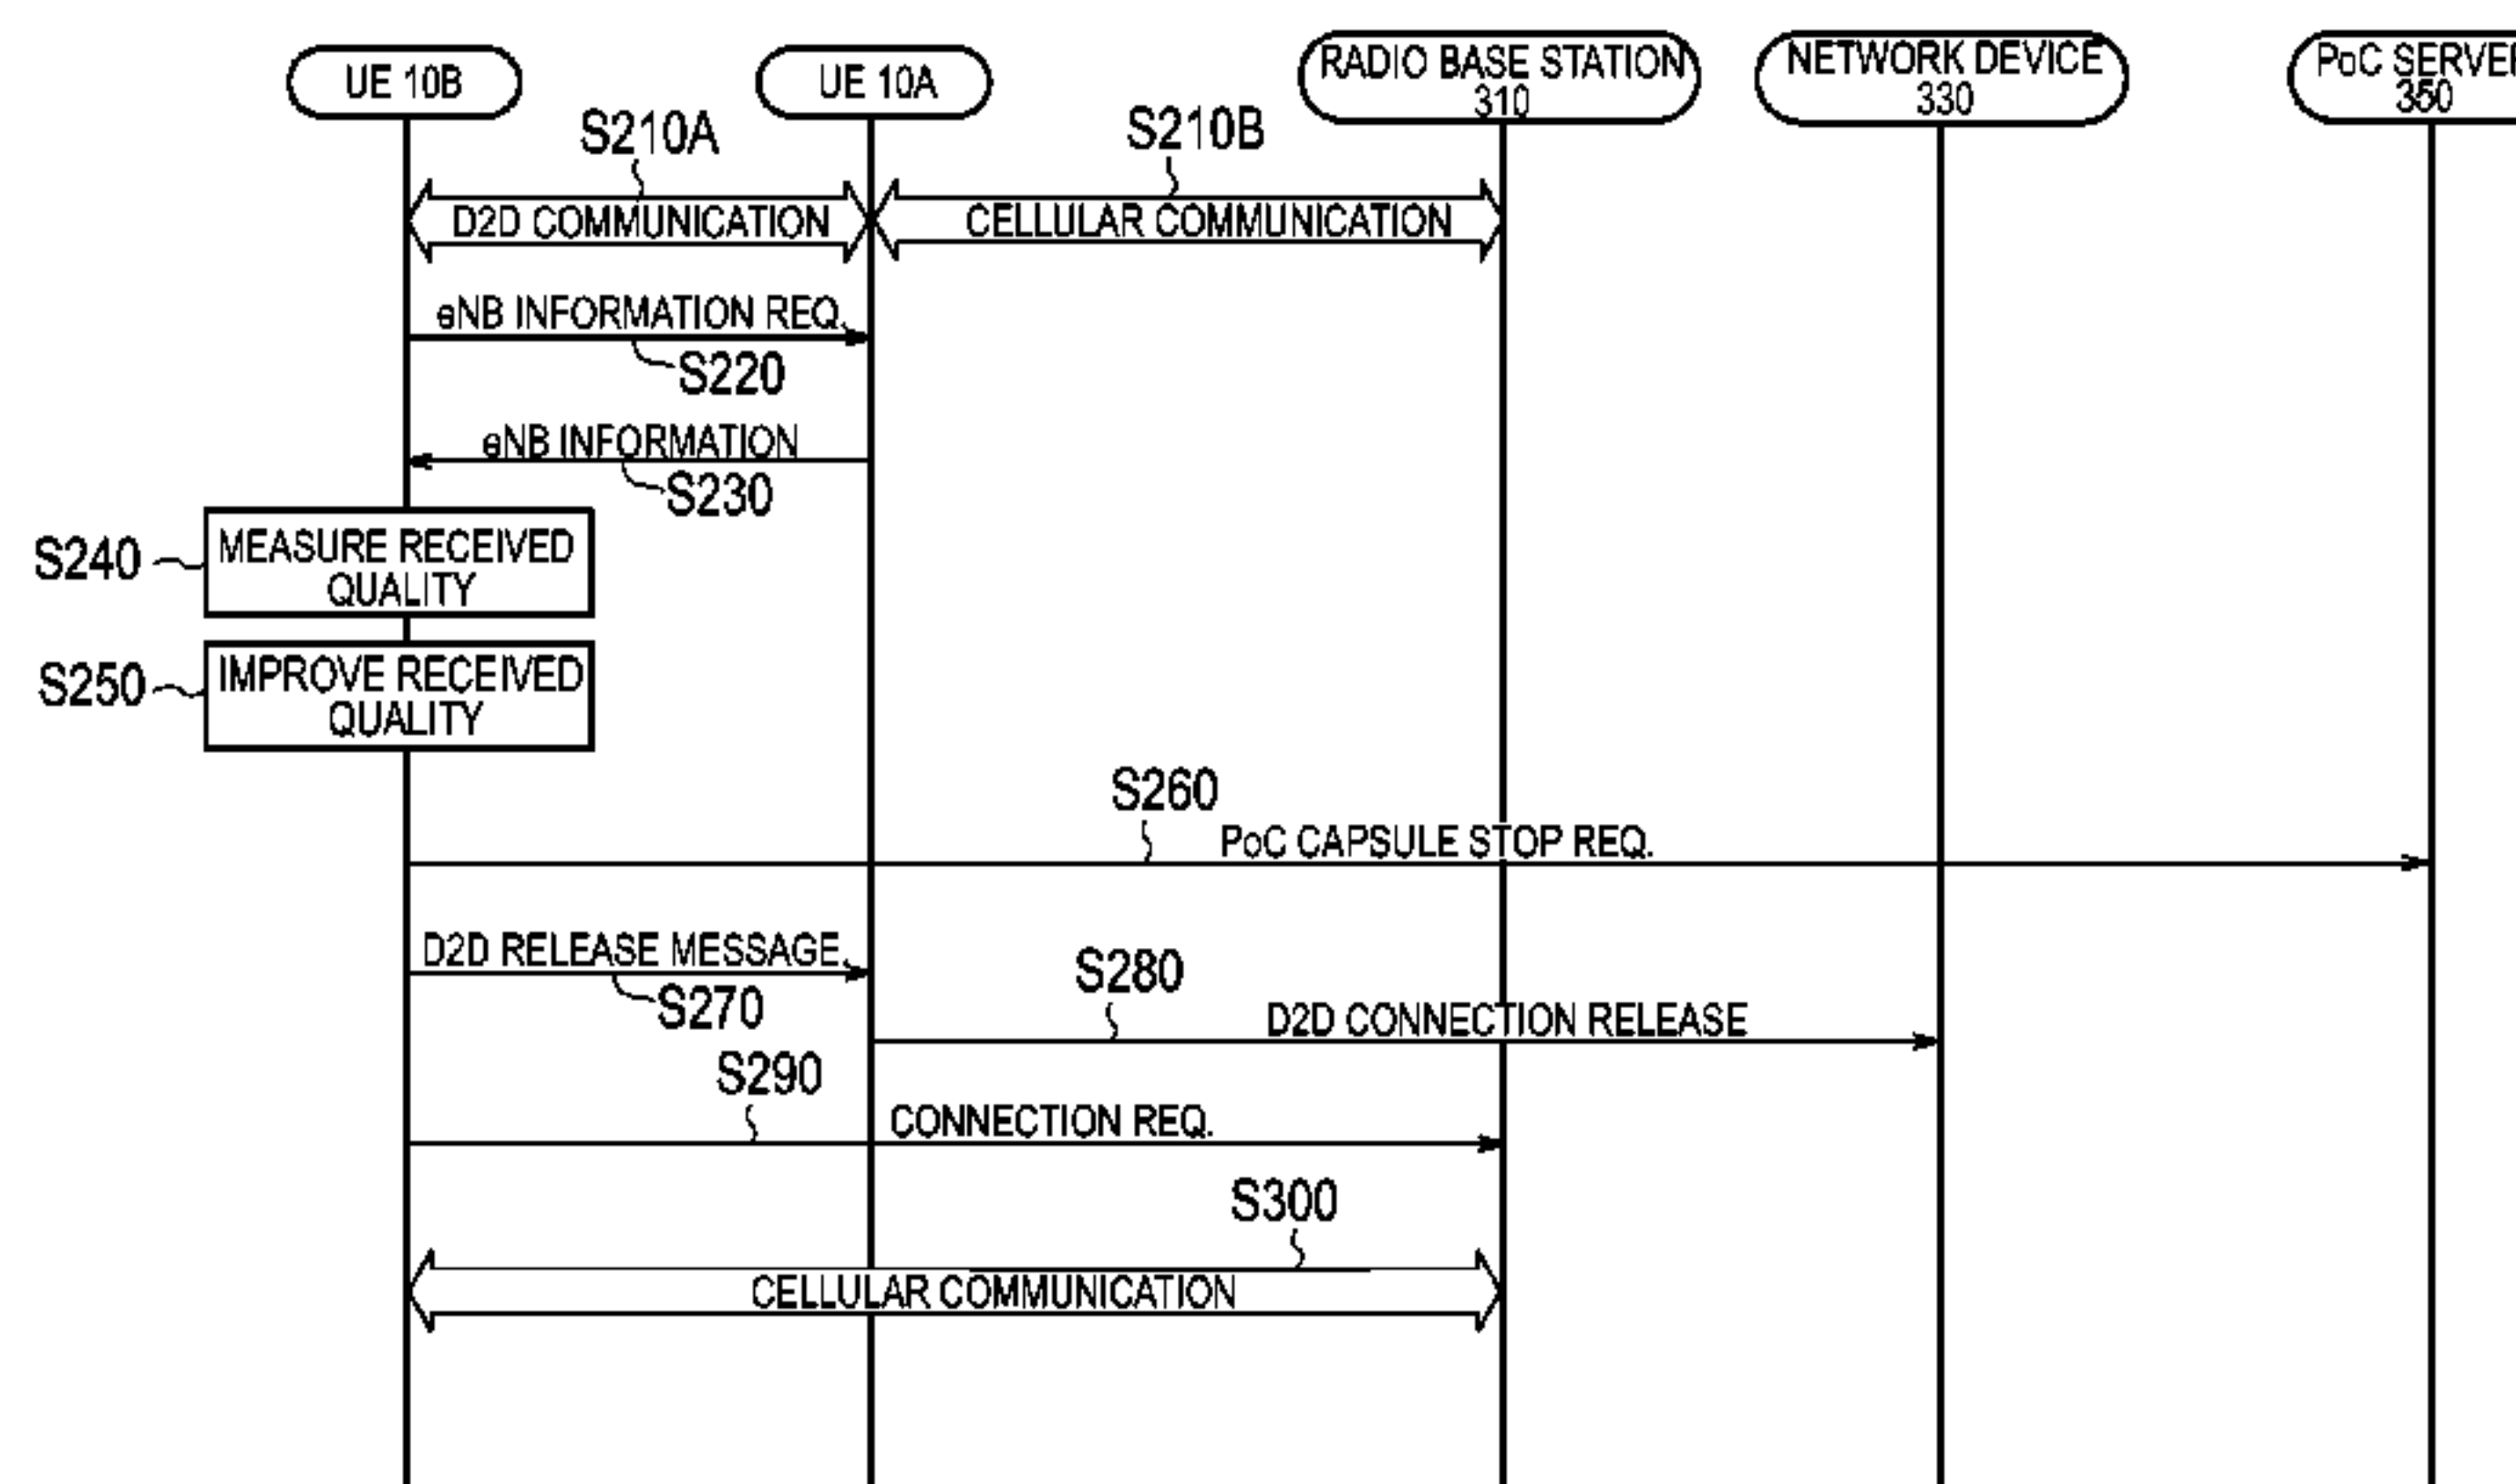 UE 10B
UE 10A
RADIO BASE STATION
310
NETWORK DEVICE
330
PoC SERVE
350
S210A
S210B
D2D COMMUNICATION
CELLULAR COMMUNICATION
eNB INFORMATION REQ.
S220
eNB INFORMATION
S230
S240
MEASURE RECEIVED
QUALITY
S250
IMPROVE RECEIVED
QUALITY
S260
PoC CAPSULE STOP REQ.
D2D RELEASE MESSAGE
S270
S280
D2D CONNECTION RELEASE
S290
CONNECTION REQ.
S300
CELLULAR COMMUNICATION